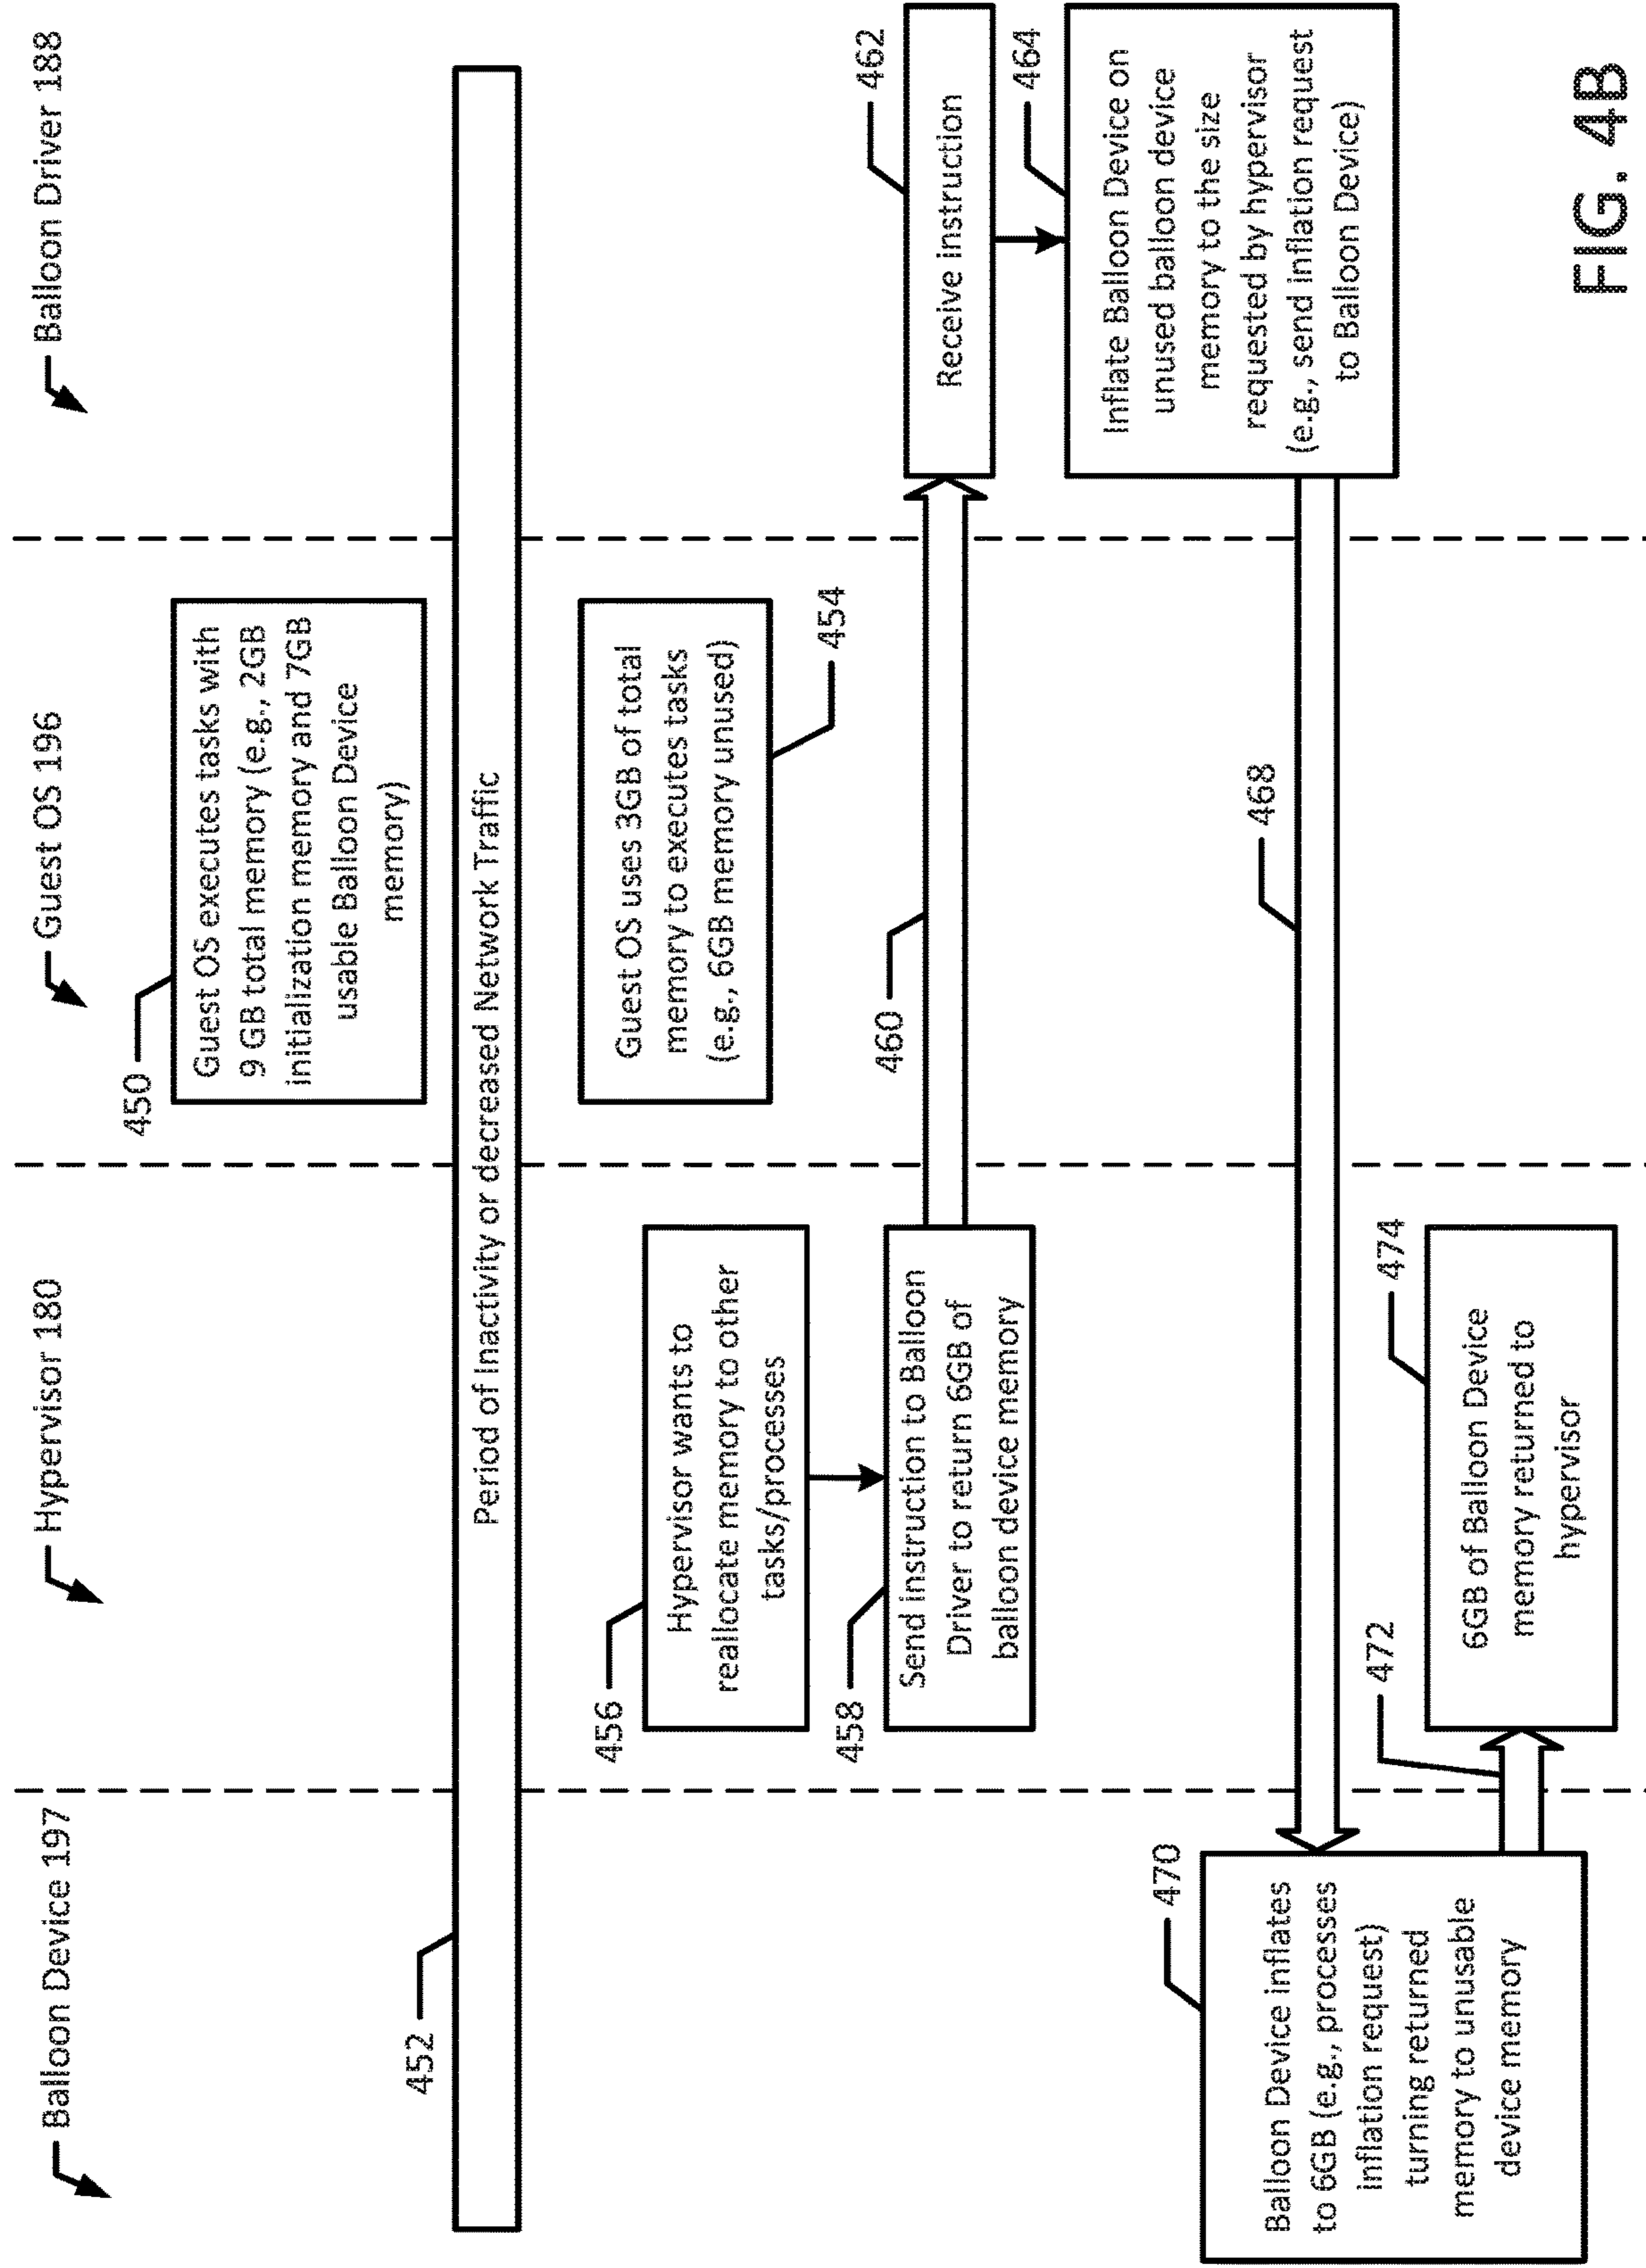 Balloon Device 197
Hypervisor 180
Guest OS 196
Balloon Driver 188
450
Guest OS executes tasks with
9 GB total memory (e.g., 2GB
initialization memory and 7GB
usable Balloon Device
memory)
452
Period of Inactivity or decreased Network Traffic
454
Guest OS uses 3GB of total
memory to executes tasks
(e.g., 6GB memory unused)
456
Hypervisor wants to
reallocate memory to other
tasks/processes
458
Send instruction to Balloon
Driver to return 6GB of
balloon device memory
460
462
Receive instruction
464
Inflate Balloon Device on
unused balloon device
memory to the size
requested by hypervisor
(e.g., send inflation request
to Balloon Device)
468
470
Balloon Device inflates
to 6GB (e.g., processes
inflation request)
turning returned
memory to unusable
device memory
472
474
6GB of Balloon Device
memory returned to
hypervisor
FIG. 4B